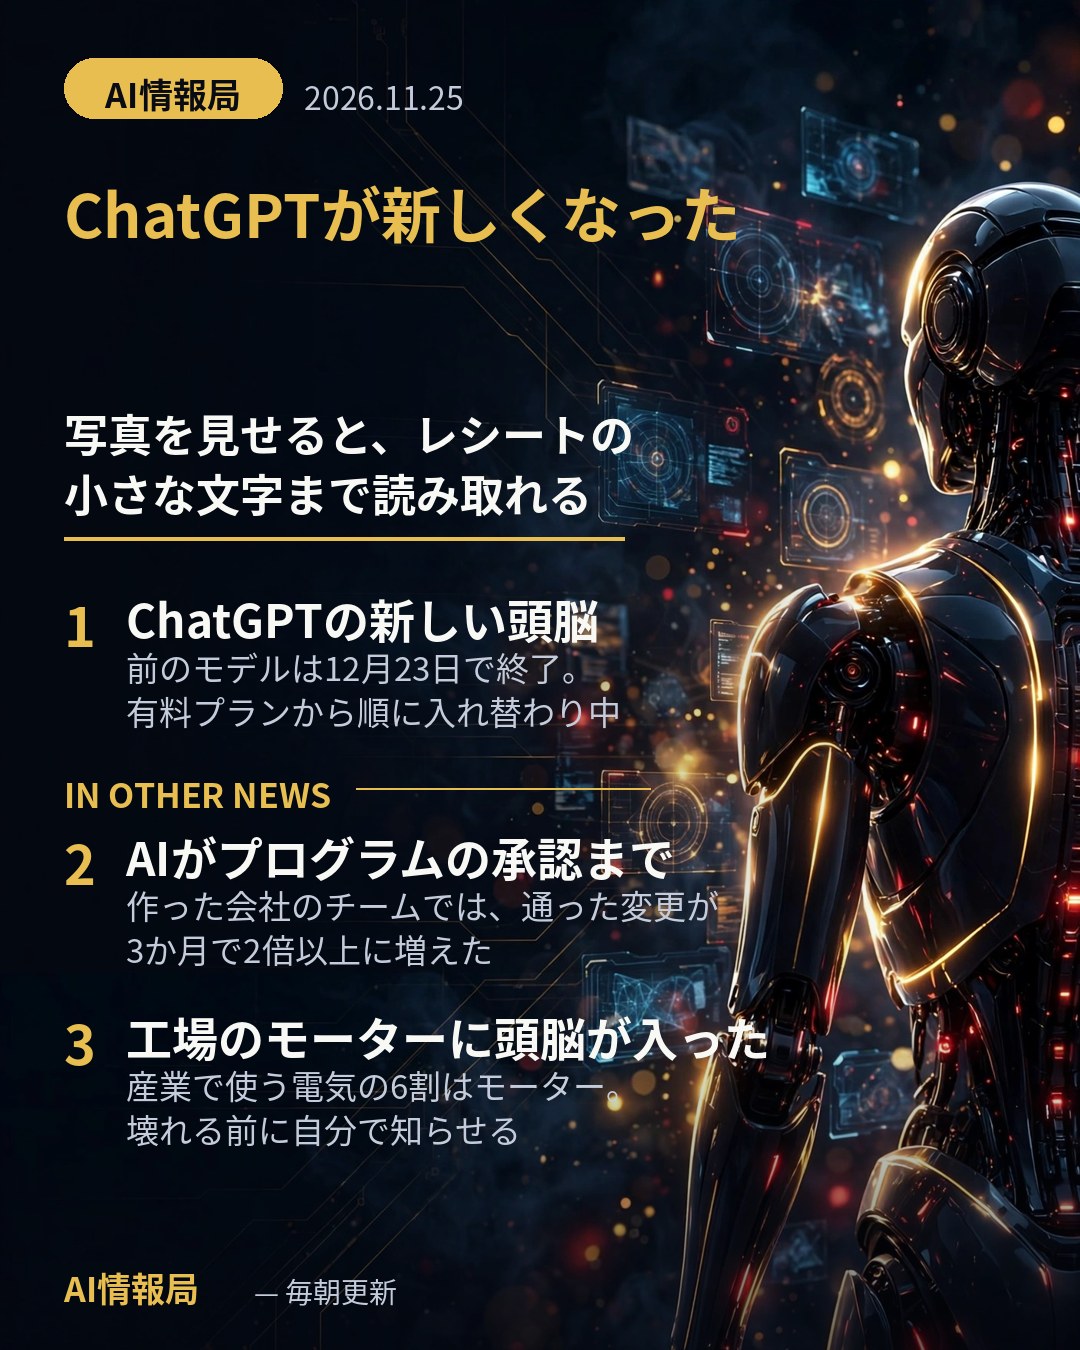 AI情報局
2026.11.25
ChatGPTが新しくなった
写真を見せると、レシートの
小さな文字まで読み取れる
1 ChatGPTの新しい頭脳
前のモデルは12月23日で終了。
有料プランから順に入れ替わり中
IN OTHER NEWS
2 AIがプログラムの承認まで
作った会社のチームでは、通った変更が
3か月で2倍以上に増えた
3 工場のモーターに頭脳が入った
産業で使う電気の6割はモーター。
壊れる前に自分で知らせる
AI情報局 — 毎朝更新